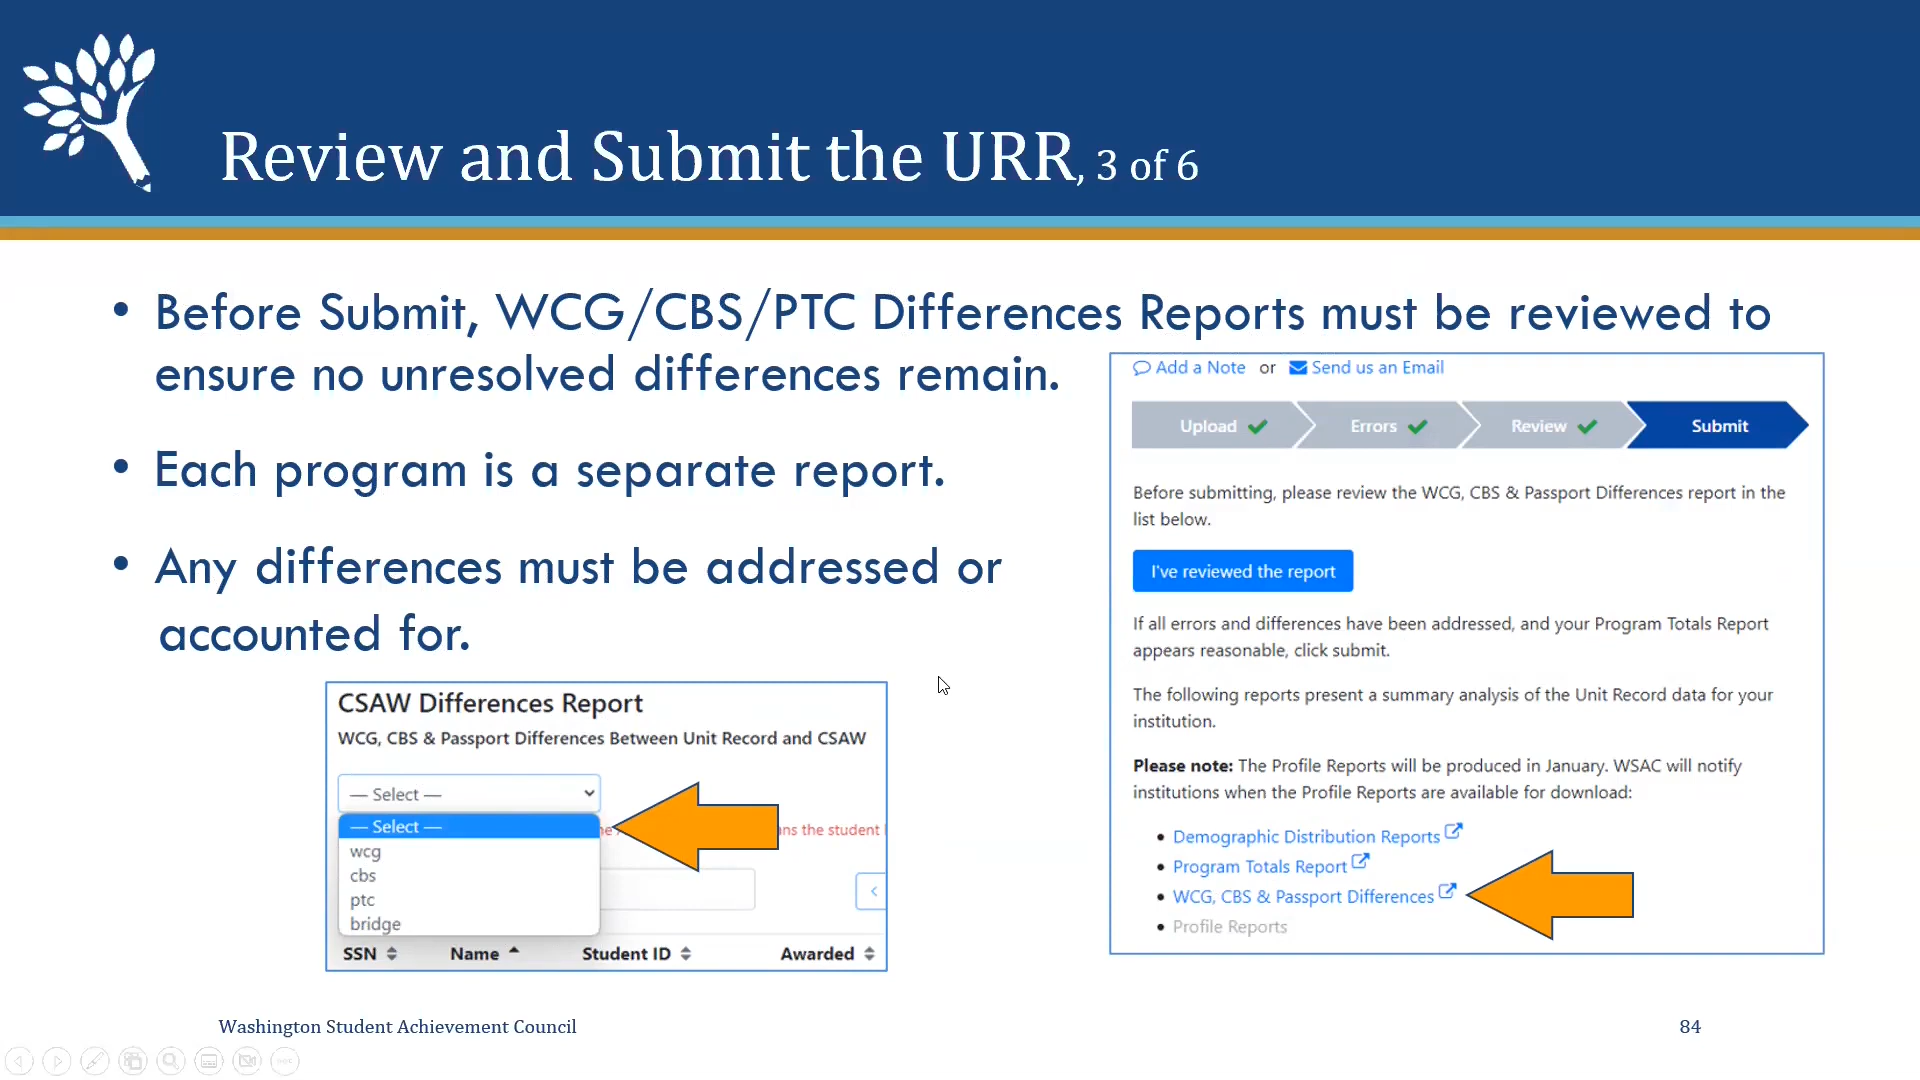 Review and Submit the URR, 3 of 6
• Before Submit, WCG/CBS/PTC Differences Reports must be reviewed to
ensure no unresolved differences remain.
• Each program is a separate report.
• Any differences must be addressed or
accounted for.
CSAW Differences Report
WCG, CBS & Passport Differences Between Unit Record and CSAW
— Select —
— Select —
ns the student
wcg
cbs
ptc
bridge
SSN Name Student ID Awarded
Add a Note or Send us an Email
Upload Errors Review Submit
Before submitting, please review the WCG, CBS & Passport Differences report in the
list below.
I've reviewed the report
If all errors and differences have been addressed, and your Program Totals Report
appears reasonable, click submit.
The following reports present a summary analysis of the Unit Record data for your
institution.
Please note: The Profile Reports will be produced in January. WSAC will notify
institutions when the Profile Reports are available for download:
• Demographic Distribution Reports
• Program Totals Report
• WCG, CBS & Passport Differences
• Profile Reports
Washington Student Achievement Council
84